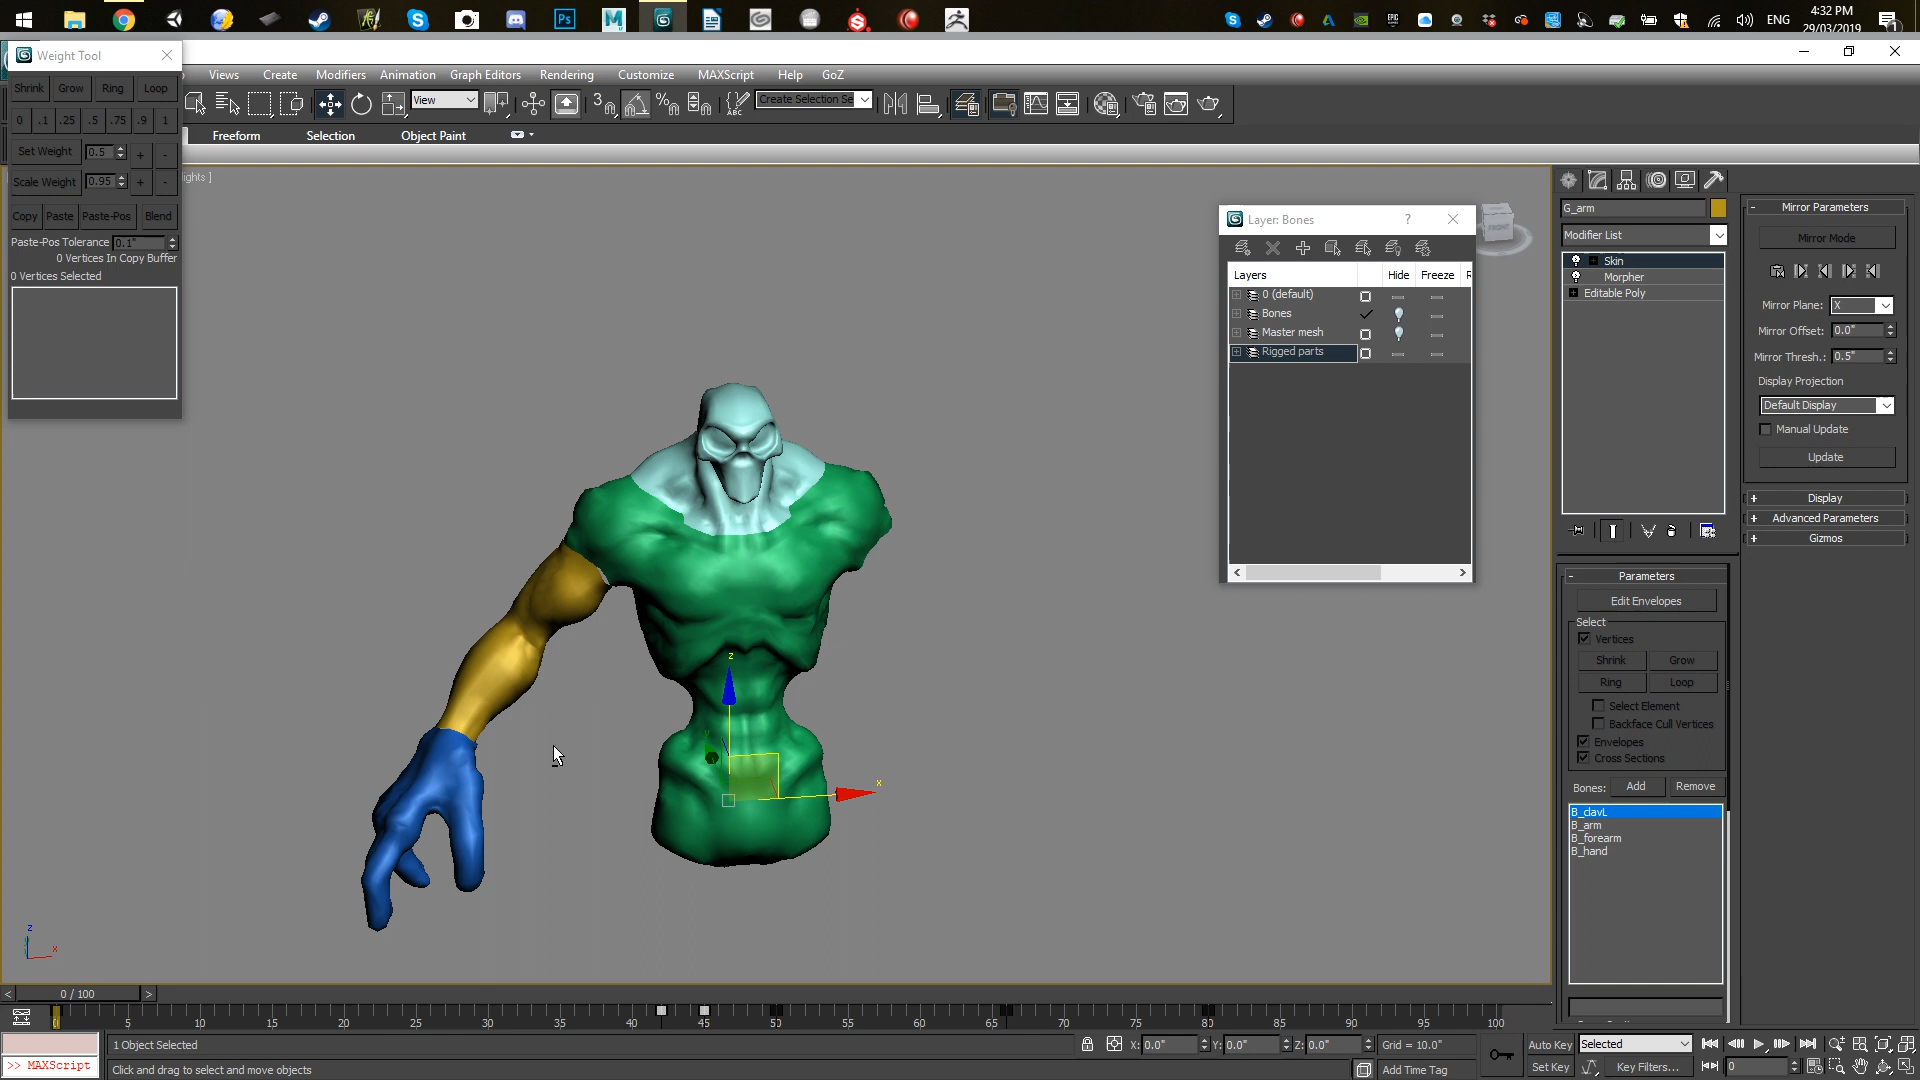 ENG
4:32 PM
29/03/2019
Weight Tool
Views Create Modifiers Animation Graph Editors Rendering Customize MAXScript Help GoZ
Shrink Grow Ring Loop
View
Create Selection Se
0 .1 .25 .5 .75 .9 1
Freeform Selection Object Paint
Set Weight 0.5 + -
Scale Weight 0.95 + -
ights ]
Copy Paste Paste-Pos Blend
Paste-Pos Tolerance 0.1"
0 Vertices In Copy Buffer
0 Vertices Selected
Layer: Bones
Layers Hide Freeze R
0 (default)
Bones
Master mesh
Rigged parts
FRONT
G_arm
Modifier List
Skin
Morpher
Editable Poly
Mirror Parameters
Mirror Mode
Mirror Plane: X
Mirror Offset: 0.0"
Mirror Thresh.: 0.5"
Display Projection
Default Display
Manual Update
Update
Display
Advanced Parameters
Gizmos
Parameters
Edit Envelopes
Select
Vertices
Shrink Grow
Ring Loop
Select Element
Backface Cull Vertices
Envelopes
Cross Sections
Bones: Add Remove
B_clavL
B_arm
B_forearm
B_hand
z
x
y
z
x
< 0 / 100 >
0 5 10 15 20 25 30 35 40 45 50 55 60 65 70 75 80 85 90 95 100
1 Object Selected
X: 0.0" Y: 0.0" Z: 0.0" Grid = 10.0"
Auto Key Selected
>> MAXScript
Click and drag to select and move objects
Add Time Tag
Set Key Key Filters... 0